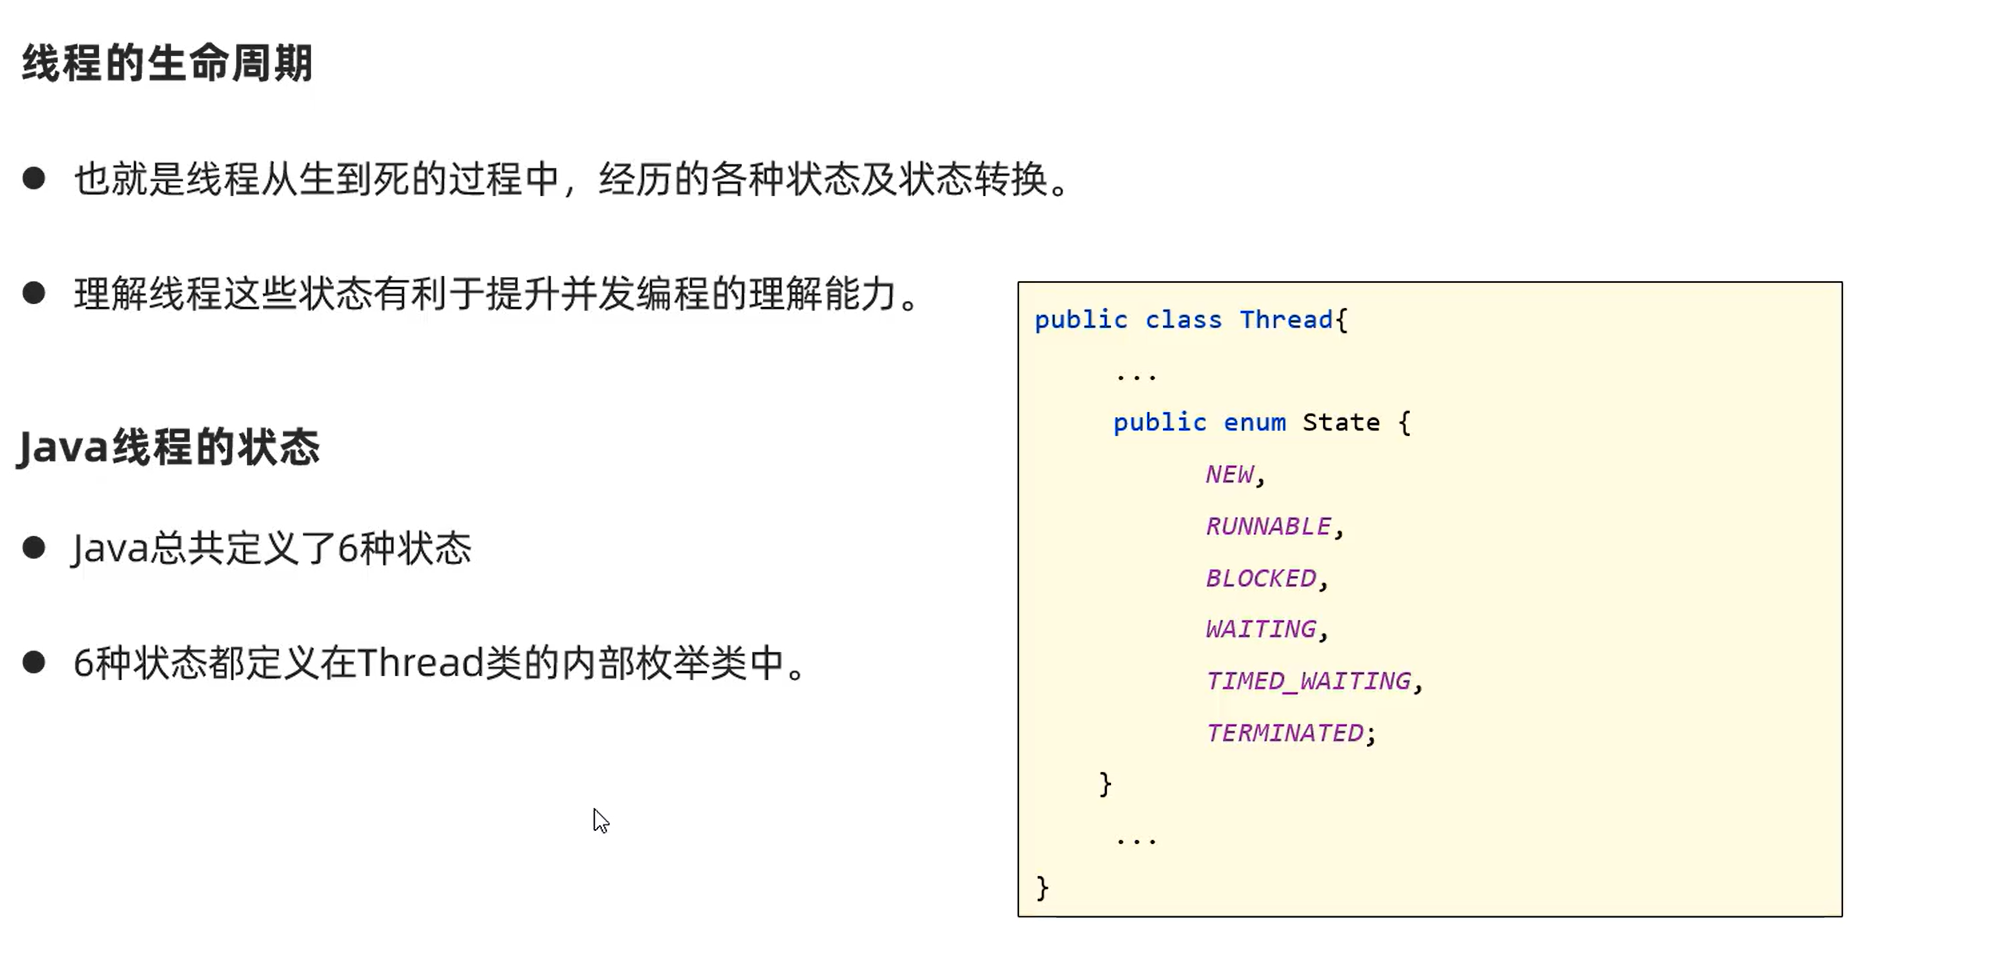 线程的生命周期
也就是线程从生到死的过程中，经历的各种状态及状态转换。
理解线程这些状态有利于提升并发编程的理解能力。
Java线程的状态
Java总共定义了6种状态
6种状态都定义在Thread类的内部枚举类中。
public class Thread{
...
public enum State {
NEW,
RUNNABLE,
BLOCKED,
WAITING,
TIMED_WAITING,
TERMINATED;
}
...
}